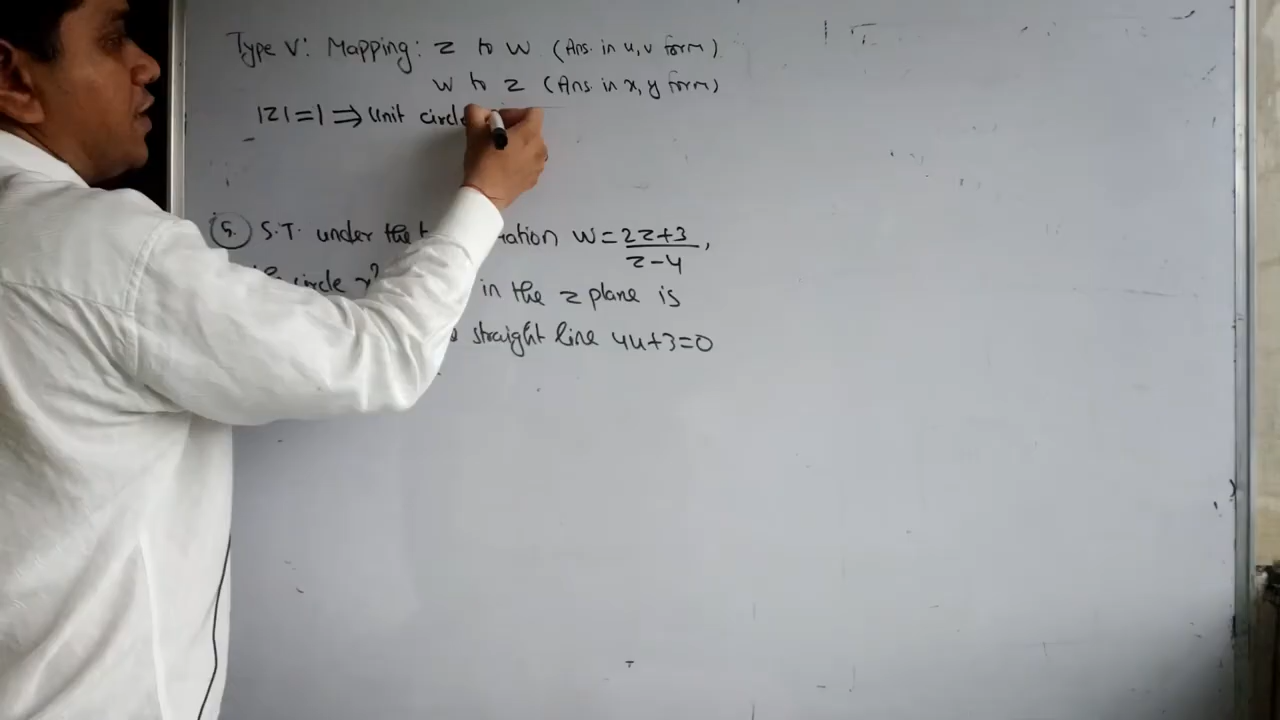 Type V: Mapping: z to w (Ans. in u, v form)
w to z (Ans. in x, y form)
|z|=1 ⇒ Unit circle
5. S.T. under the w = (2z+3)/(z-4),
circle in the z plane is
straight line 4u+3=0